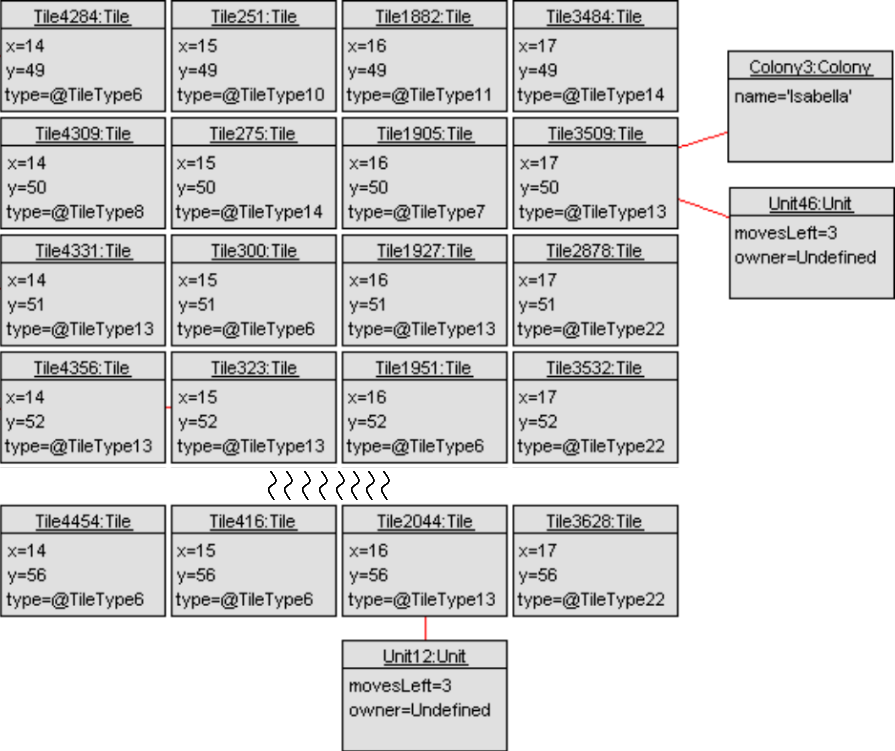 Tile4284:Tile
x=14
y=49
type=@TileType6
Tile251:Tile
x=15
y=49
type=@TileType10
Tile1882:Tile
x=16
y=49
type=@TileType11
Tile3484:Tile
x=17
y=49
type=@TileType14
Colony3:Colony
name='Isabella'
Tile4309:Tile
x=14
y=50
type=@TileType8
Tile275:Tile
x=15
y=50
type=@TileType14
Tile1905:Tile
x=16
y=50
type=@TileType7
Tile3509:Tile
x=17
y=50
type=@TileType13
Unit46:Unit
movesLeft=3
owner=Undefined
Tile4331:Tile
x=14
y=51
type=@TileType13
Tile300:Tile
x=15
y=51
type=@TileType6
Tile1927:Tile
x=16
y=51
type=@TileType13
Tile2878:Tile
x=17
y=51
type=@TileType22
Tile4356:Tile
x=14
y=52
type=@TileType13
Tile323:Tile
x=15
y=52
type=@TileType13
Tile1951:Tile
x=16
y=52
type=@TileType6
Tile3532:Tile
x=17
y=52
type=@TileType22
Tile4454:Tile
x=14
y=56
type=@TileType6
Tile416:Tile
x=15
y=56
type=@TileType6
Tile2044:Tile
x=16
y=56
type=@TileType13
Tile3628:Tile
x=17
y=56
type=@TileType22
Unit12:Unit
movesLeft=3
owner=Undefined